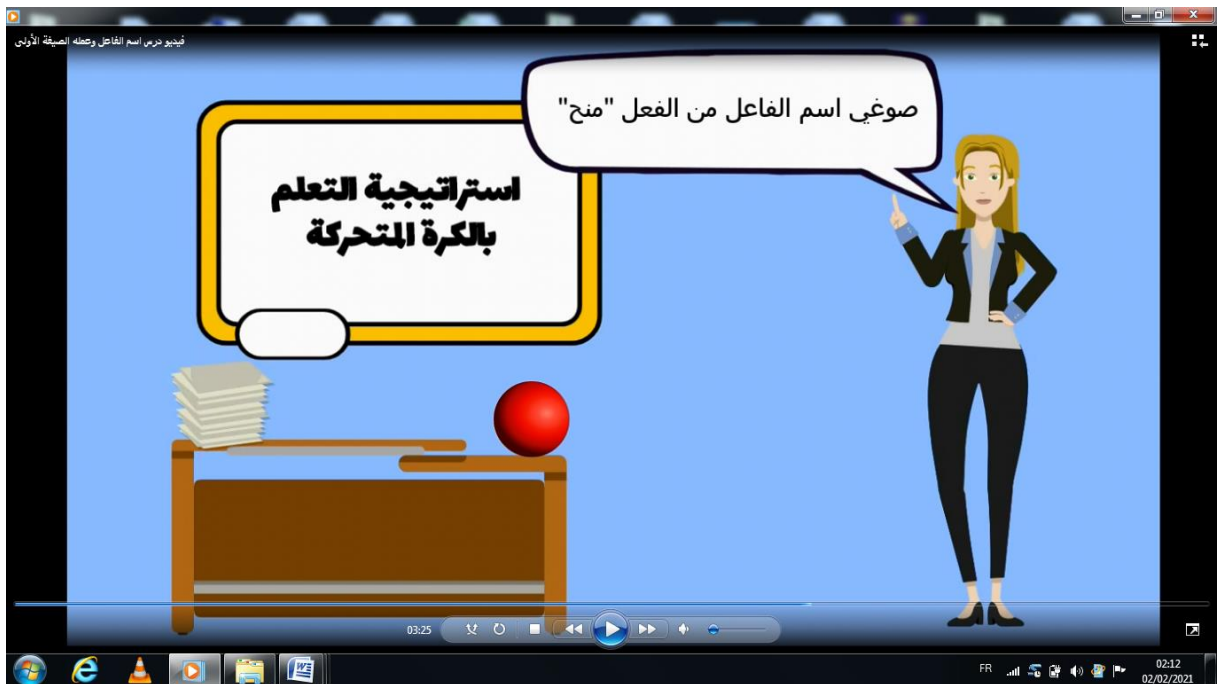 فيديو درس اسم الفاعل وعمله الصيغة الأولى
صوغي اسم الفاعل من الفعل "منح"
استراتيجية التعلم
بالكرة المتحركة
03:25
FR
02:12
02/02/2021